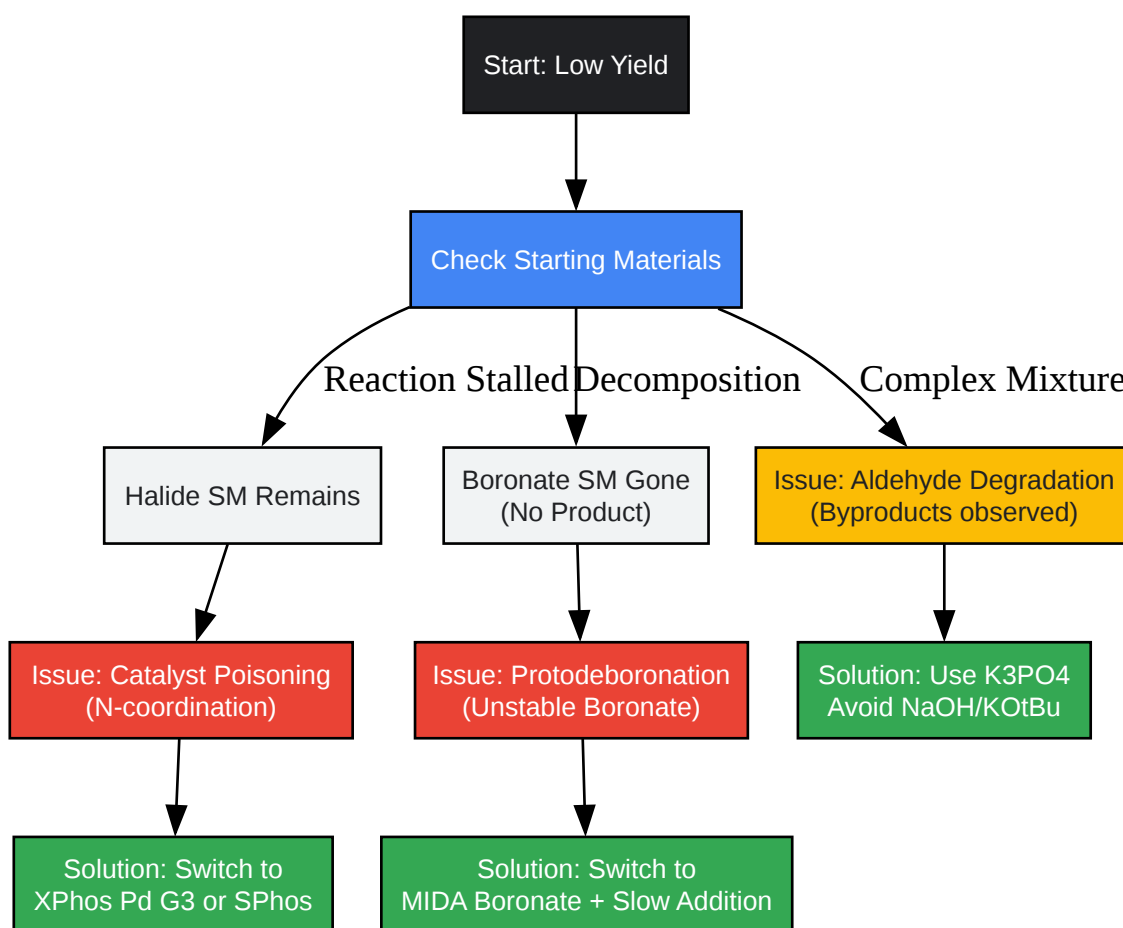 Start: Low Yield
Check Starting Materials
Reaction Stalled
Decomposition
Complex Mixture
Halide SM Remains
Boronate SM Gone
(No Product)
Issue: Aldehyde Degradation
(Byproducts observed)
Issue: Catalyst Poisoning
(N-coordination)
Issue: Protodeboronation
(Unstable Boronate)
Solution: Use K3PO4
Avoid NaOH/KOtBu
Solution: Switch to
XPhos Pd G3 or SPhos
Solution: Switch to
MIDA Boronate + Slow Addition